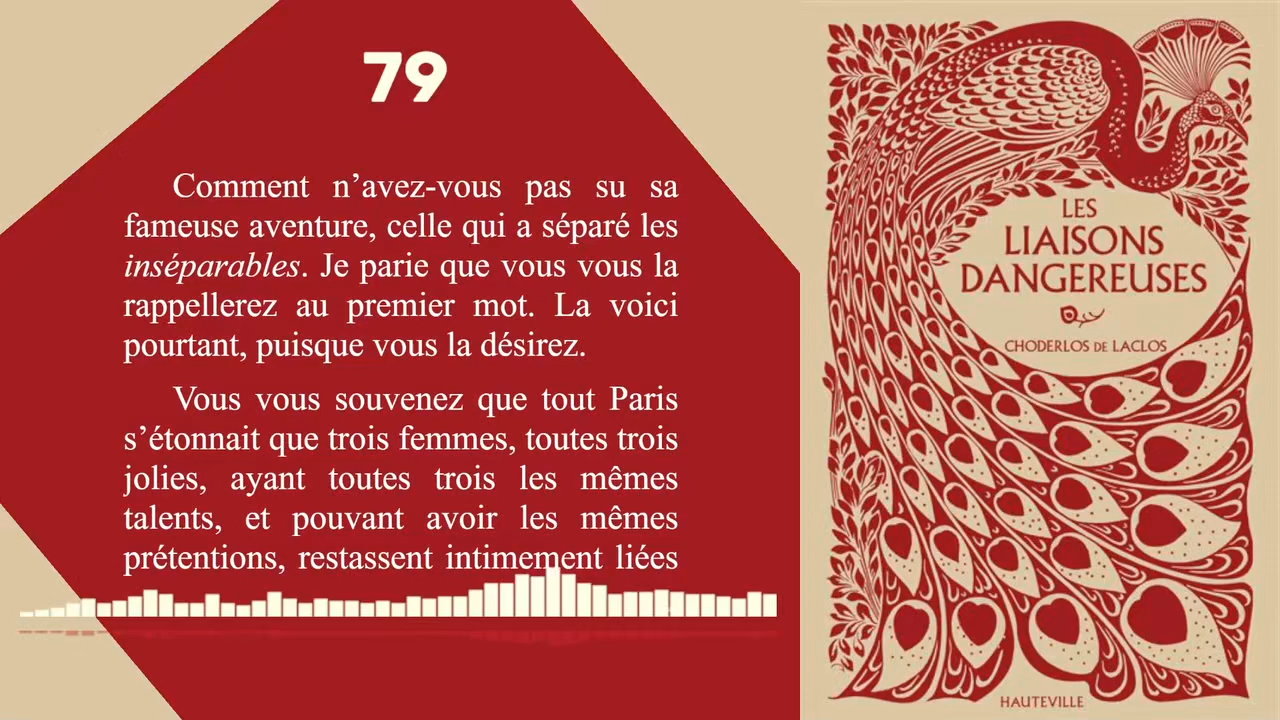 79
Comment n’avez-vous pas su sa
fameuse aventure, celle qui a séparé les
inséparables. Je parie que vous vous la
rappellerez au premier mot. La voici
pourtant, puisque vous la désirez.
Vous vous souvenez que tout Paris
s’étonnait que trois femmes, toutes trois
jolies, ayant toutes trois les mêmes
talents, et pouvant avoir les mêmes
prétentions, restassent intimement liées
LES
LIAISONS
DANGEREUSES
CHODERLOS DE LACLOS
HAUTEVILLE